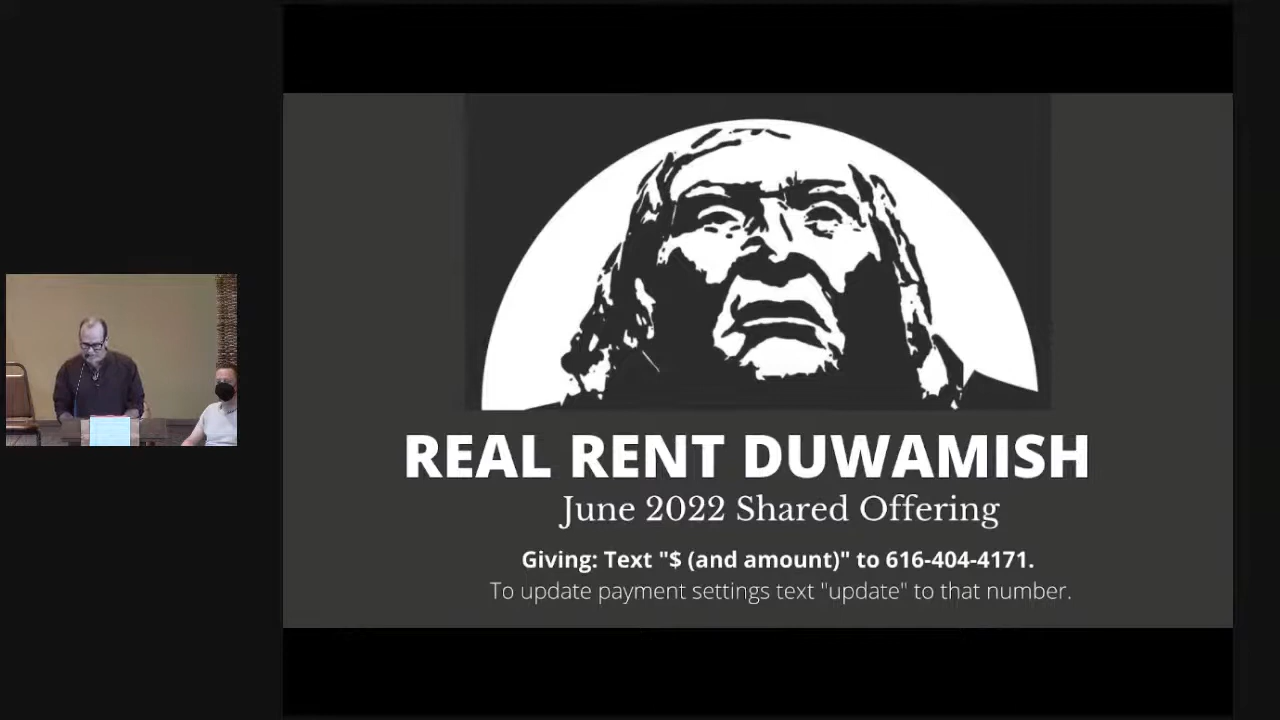 REAL RENT DUWAMISH
June 2022 Shared Offering
Giving: Text "$ (and amount)" to 616-404-4171.
To update payment settings text "update" to that number.